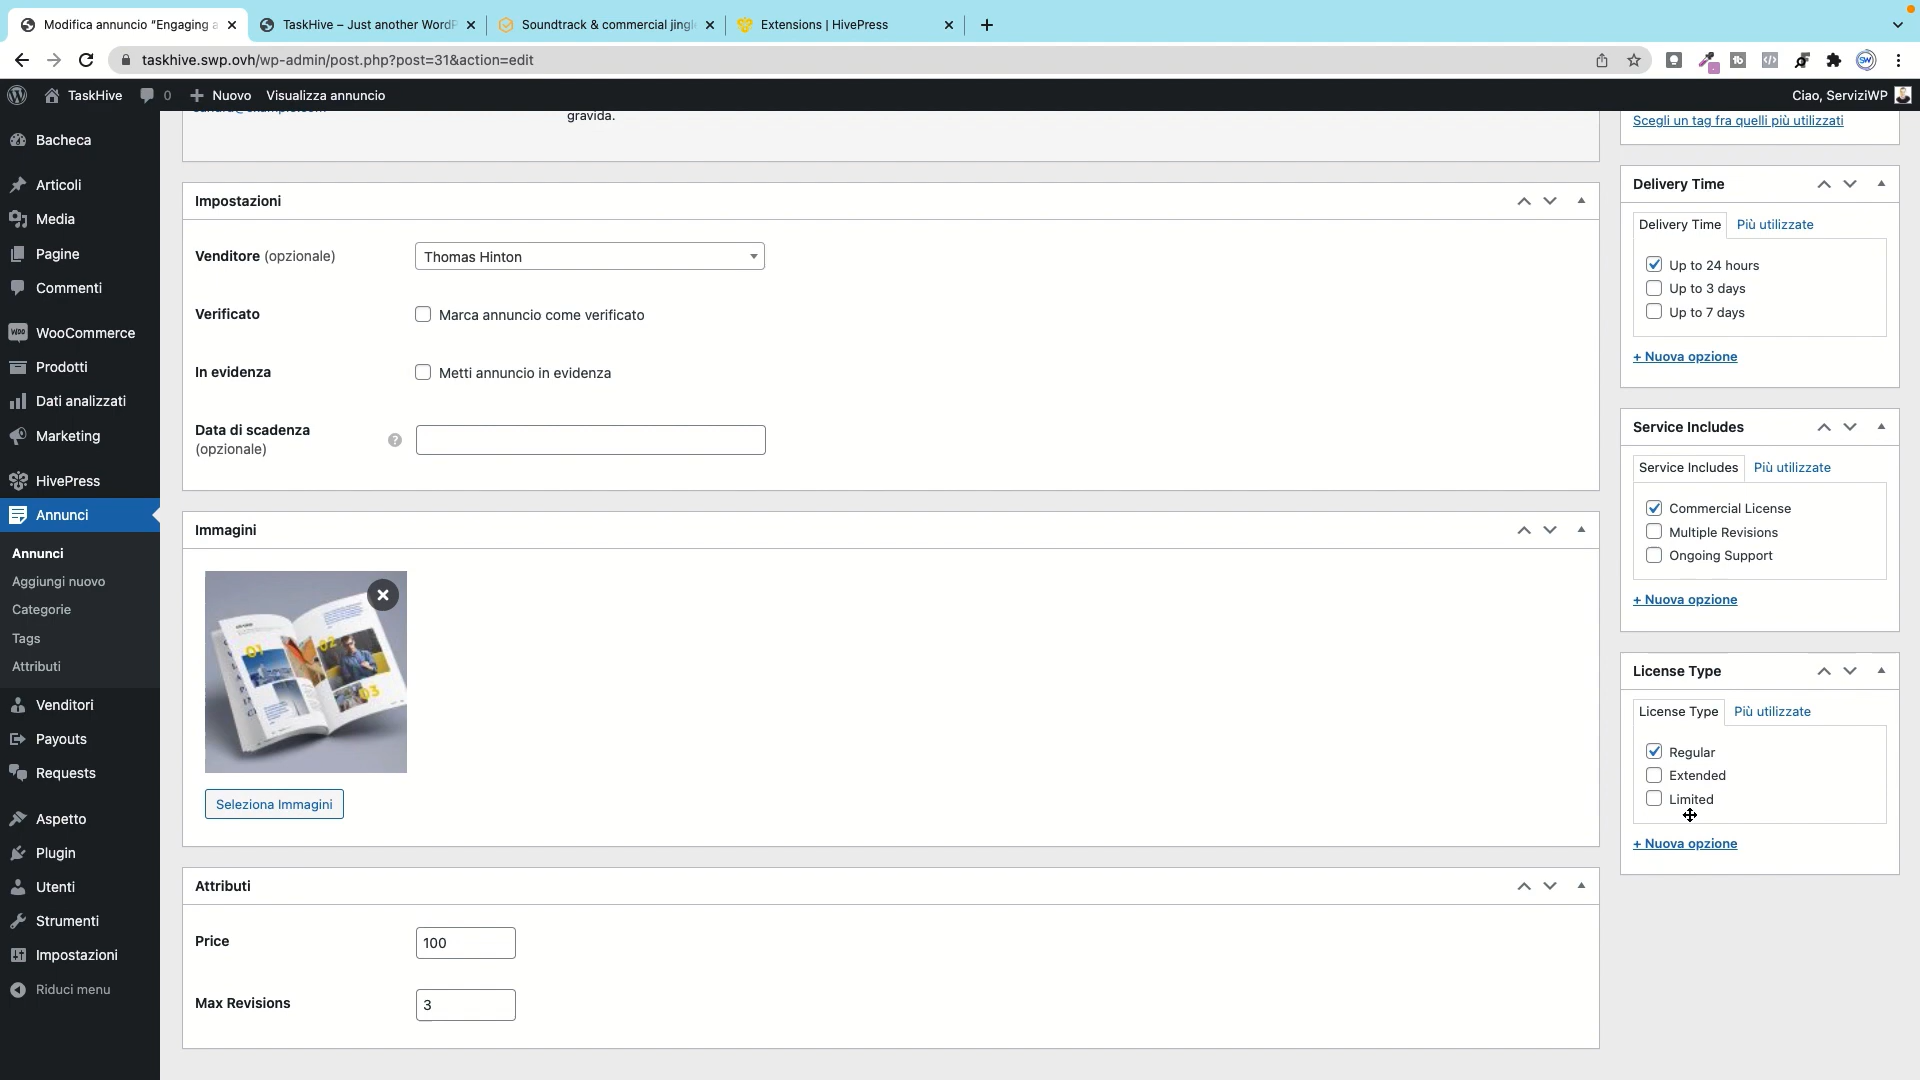 Modifica annuncio "Engaging a
TaskHive – Just another WordP
Soundtrack & commercial jingl
Extensions | HivePress
taskhive.swp.ovh/wp-admin/post.php?post=31&action=edit
TaskHive
0
Nuovo
Visualizza annuncio
Ciao, ServiziWP
Bacheca
Articoli
Media
Pagine
Commenti
WooCommerce
Prodotti
Dati analizzati
Marketing
HivePress
Annunci
Annunci
Aggiungi nuovo
Categorie
Tags
Attributi
Venditori
Payouts
Requests
Aspetto
Plugin
Utenti
Strumenti
Impostazioni
Riduci menu
gravida.
Impostazioni
Venditore (opzionale)
Thomas Hinton
Verificato
Marca annuncio come verificato
In evidenza
Metti annuncio in evidenza
Data di scadenza
(opzionale)
?
Immagini
01
02
03
Seleziona Immagini
Attributi
Price
100
Max Revisions
3
Scegli un tag fra quelli più utilizzati
Delivery Time
Delivery Time
Più utilizzate
Up to 24 hours
Up to 3 days
Up to 7 days
+ Nuova opzione
Service Includes
Service Includes
Più utilizzate
Commercial License
Multiple Revisions
Ongoing Support
+ Nuova opzione
License Type
License Type
Più utilizzate
Regular
Extended
Limited
+ Nuova opzione